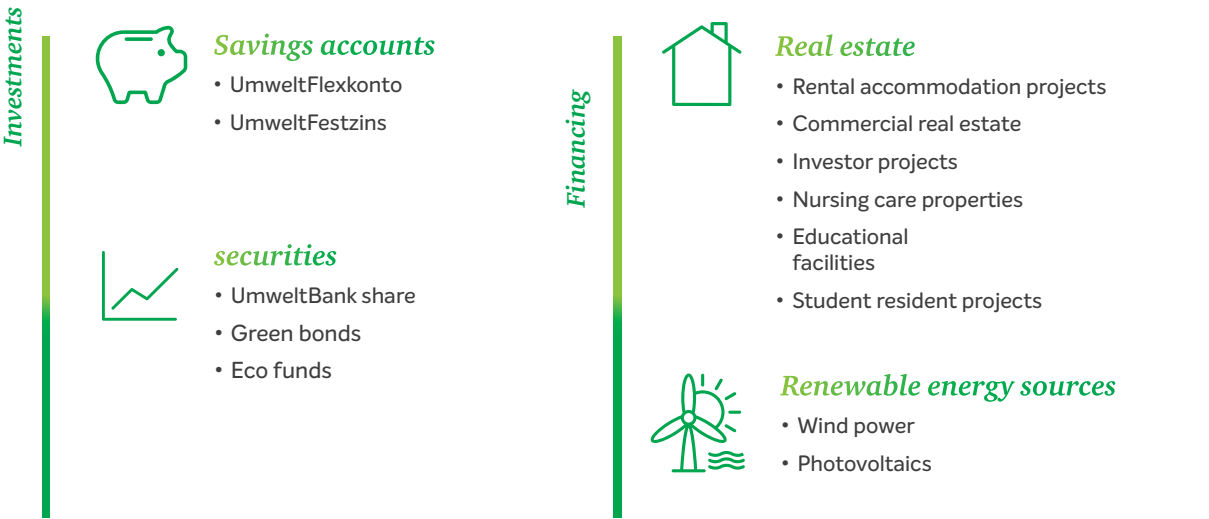 Investments
Savings accounts
• UmweltFlexkonto
• UmweltFestzins
securities
• UmweltBank share
• Green bonds
• Eco funds
Financing
Real estate
• Rental accommodation projects
• Commercial real estate
• Investor projects
• Nursing care properties
• Educational
facilities
• Student resident projects
Renewable energy sources
• Wind power
• Photovoltaics